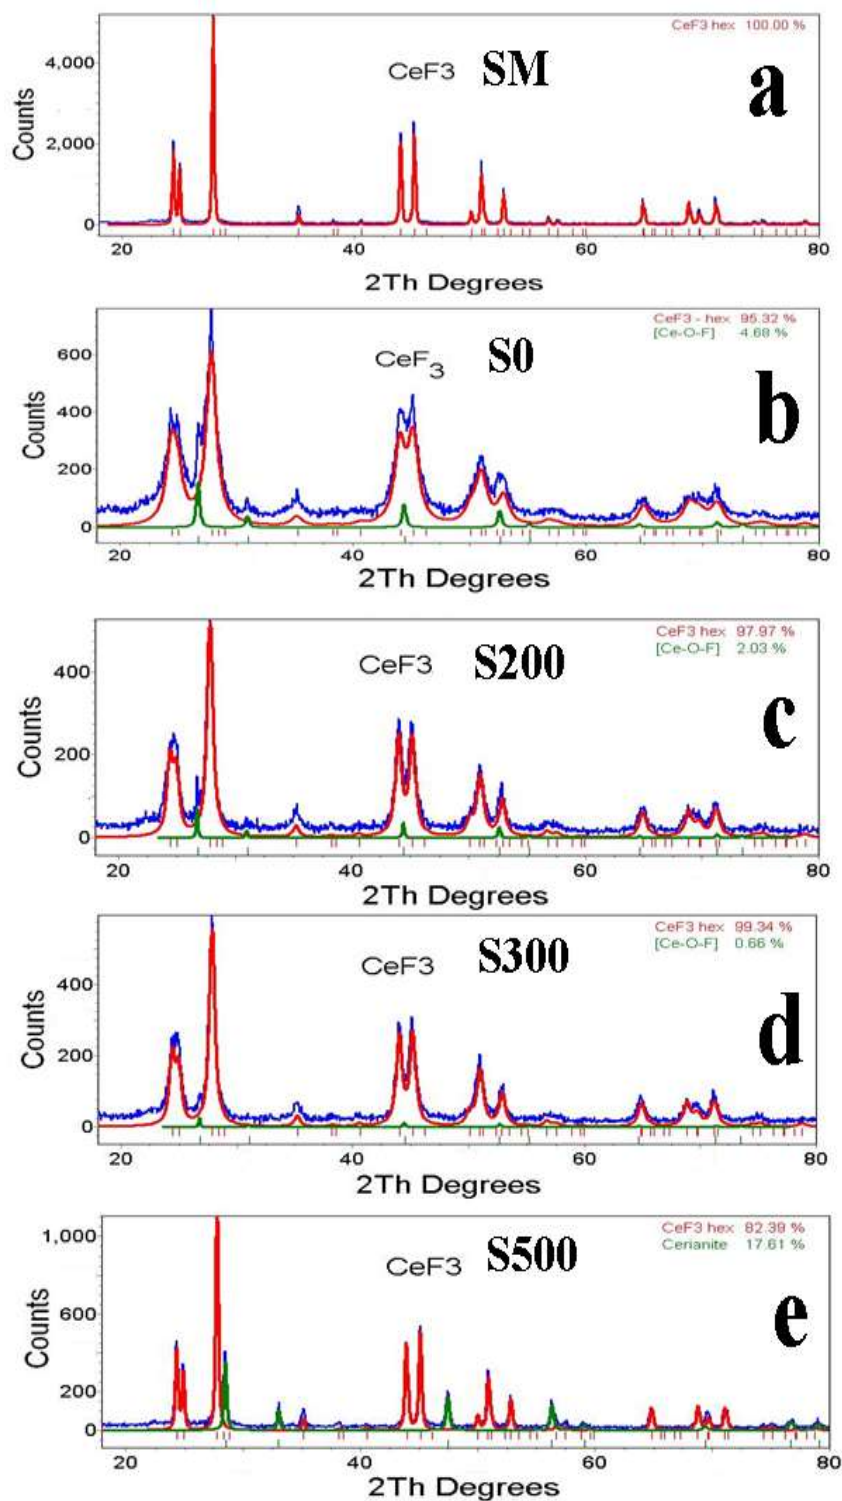 CeF3 hex 100.00 %
CeF3 SM a
Counts
4,000
2,000
0
20 40 60 80
2Th Degrees
CeF3 - hex 95.32 %
[Ce-O-F] 4.68 %
CeF3 S0 b
Counts
600
400
200
0
20 40 60 80
2Th Degrees
CeF3 hex 97.97 %
[Ce-O-F] 2.03 %
CeF3 S200 c
Counts
400
200
0
20 40 60 80
2Th Degrees
CeF3 hex 99.34 %
[Ce-O-F] 0.66 %
CeF3 S300 d
Counts
400
200
0
20 40 60 80
2Th Degrees
CeF3 hex 82.39 %
Cerianite 17.61 %
CeF3 S500 e
Counts
1,000
600
200
0
20 40 60 80
2Th Degrees